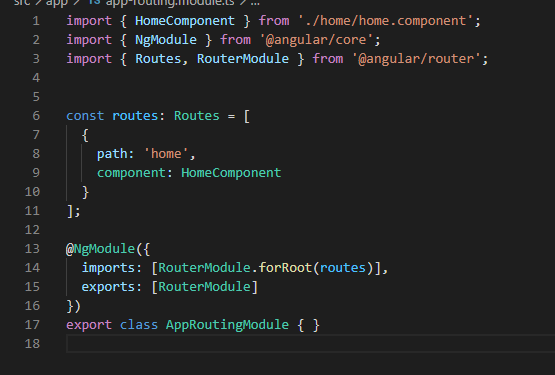 src > app > TS app-routing.module.ts > ...
1 import { HomeComponent } from './home/home.component';
2 import { NgModule } from '@angular/core';
3 import { Routes, RouterModule } from '@angular/router';
4
5
6 const routes: Routes = [
7   {
8     path: 'home',
9     component: HomeComponent
10   }
11 ];
12
13 @NgModule({
14   imports: [RouterModule.forRoot(routes)],
15   exports: [RouterModule]
16 })
17 export class AppRoutingModule { }
18